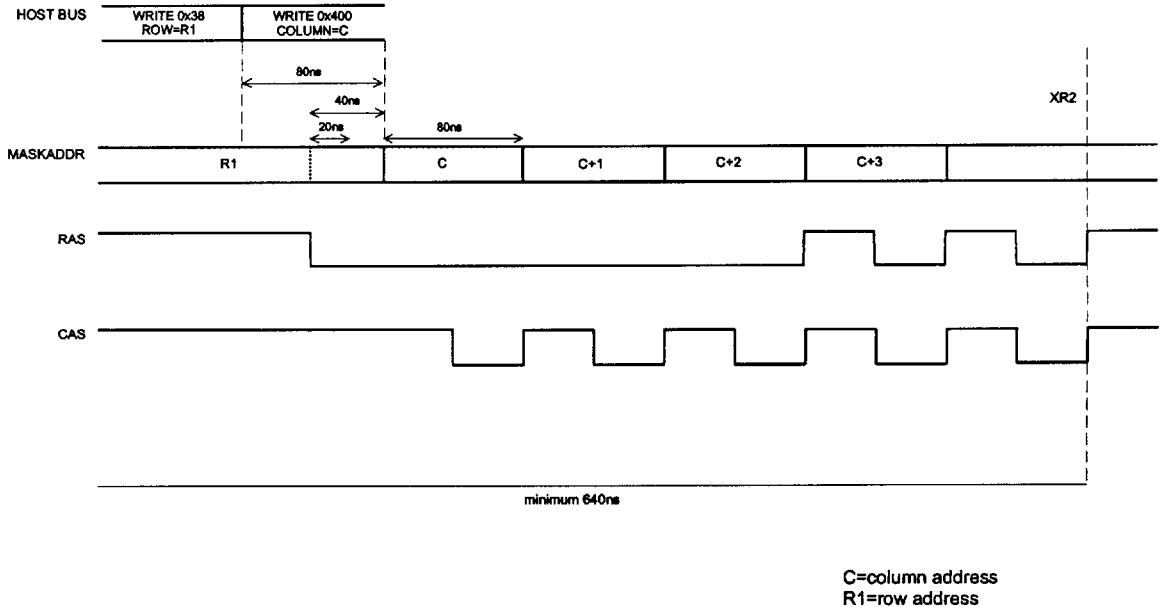 HOST BUS
WRITE 0x38
ROW=R1
WRITE 0x400
COLUMN=C
80ns
40ns
20ns
80ns
XR2
MASKADDR
R1
C
C+1
C+2
C+3
RAS
CAS
minimum 640ns
C=column address
R1=row address